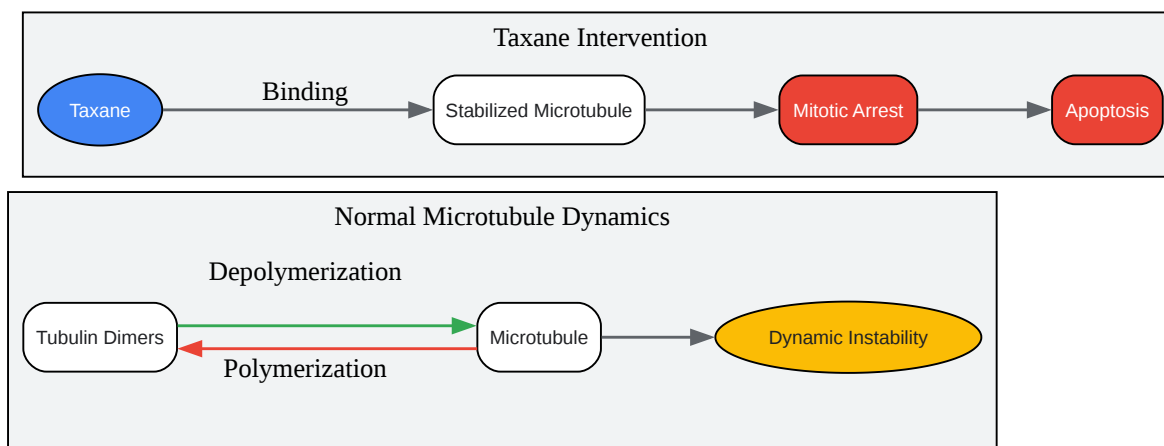 Taxane Intervention
Taxane
Binding
Stabilized Microtubule
Mitotic Arrest
Apoptosis
Normal Microtubule Dynamics
Depolymerization
Tubulin Dimers
Microtubule
Dynamic Instability
Polymerization